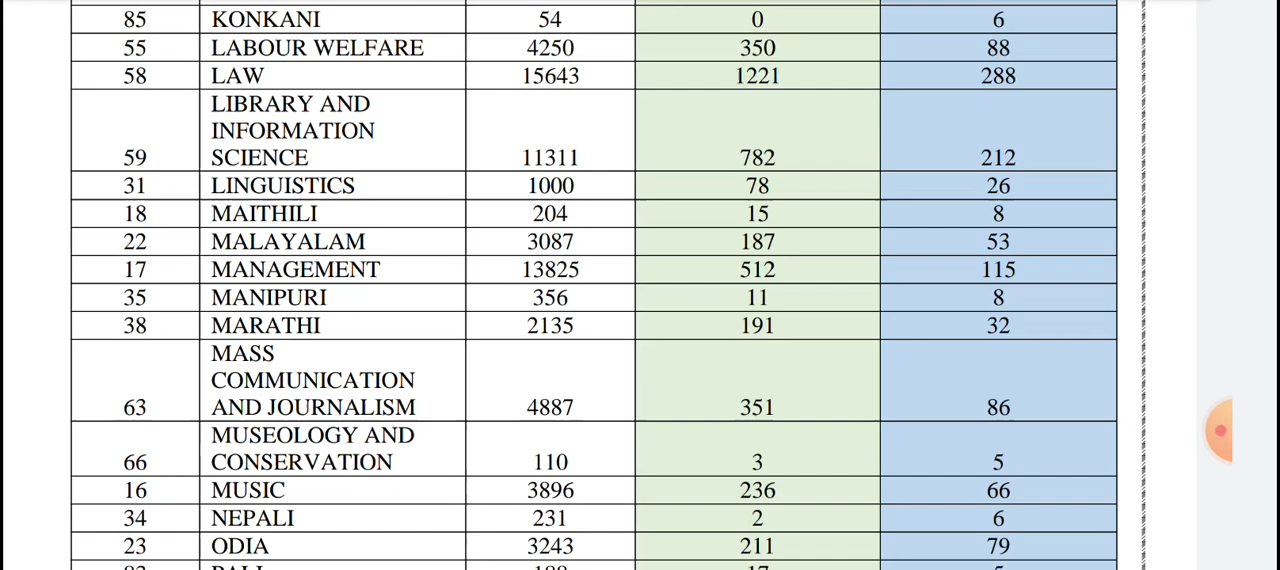 85 KONKANI 54 0 6
55 LABOUR WELFARE 4250 350 88
58 LAW 15643 1221 288
LIBRARY AND
INFORMATION
59 SCIENCE 11311 782 212
31 LINGUISTICS 1000 78 26
18 MAITHILI 204 15 8
22 MALAYALAM 3087 187 53
17 MANAGEMENT 13825 512 115
35 MANIPURI 356 11 8
38 MARATHI 2135 191 32
MASS
COMMUNICATION
63 AND JOURNALISM 4887 351 86
MUSEOLOGY AND
66 CONSERVATION 110 3 5
16 MUSIC 3896 236 66
34 NEPALI 231 2 6
23 ODIA 3243 211 79